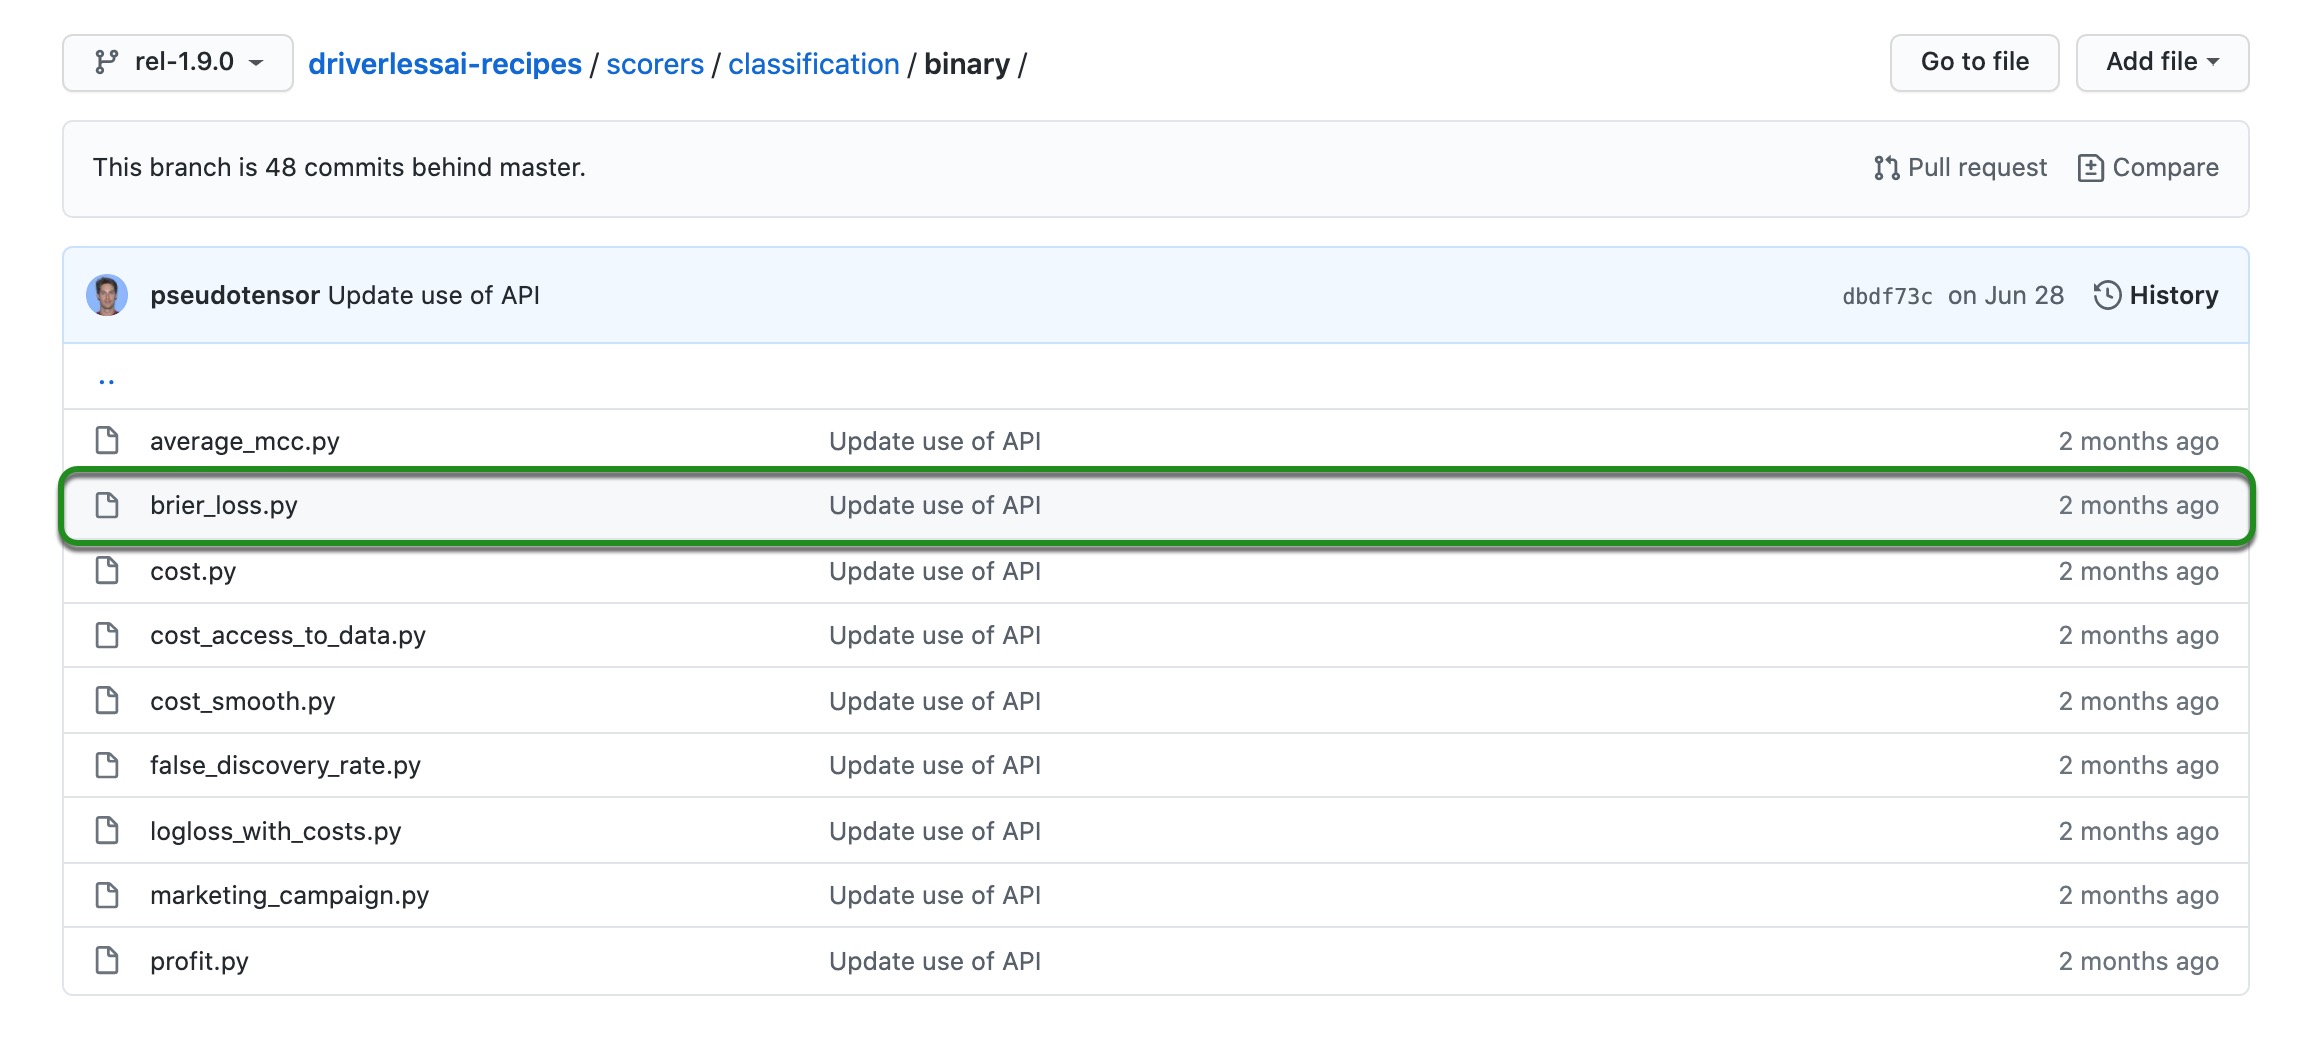 rel-1.9.0 driverlessai-recipes / scorers / classification / binary / Go to file Add file
This branch is 48 commits behind master. Pull request Compare
pseudotensor Update use of API dbdf73c on Jun 28 History
..
average_mcc.py Update use of API 2 months ago
brier_loss.py Update use of API 2 months ago
cost.py Update use of API 2 months ago
cost_access_to_data.py Update use of API 2 months ago
cost_smooth.py Update use of API 2 months ago
false_discovery_rate.py Update use of API 2 months ago
logloss_with_costs.py Update use of API 2 months ago
marketing_campaign.py Update use of API 2 months ago
profit.py Update use of API 2 months ago